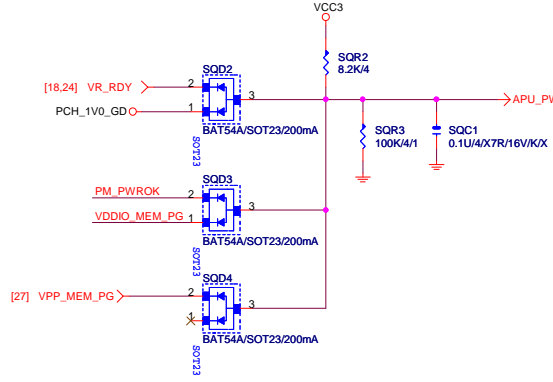 VCC3
SQR2
8.2K/4
SQD2
[18,24] VR_RDY
2
3
APU_PW
PCH_1V0_GD
1
BAT54A/SOT23/200mA
SOT23
SQR3
100K/4/1
SQC1
0.1U/4/X7R/16V/K/X
SQD3
PM_PWROK
2
3
VDDIO_MEM_PG
1
BAT54A/SOT23/200mA
SOT23
SQD4
[27] VPP_MEM_PG
2
3
1
BAT54A/SOT23/200mA
SOT23